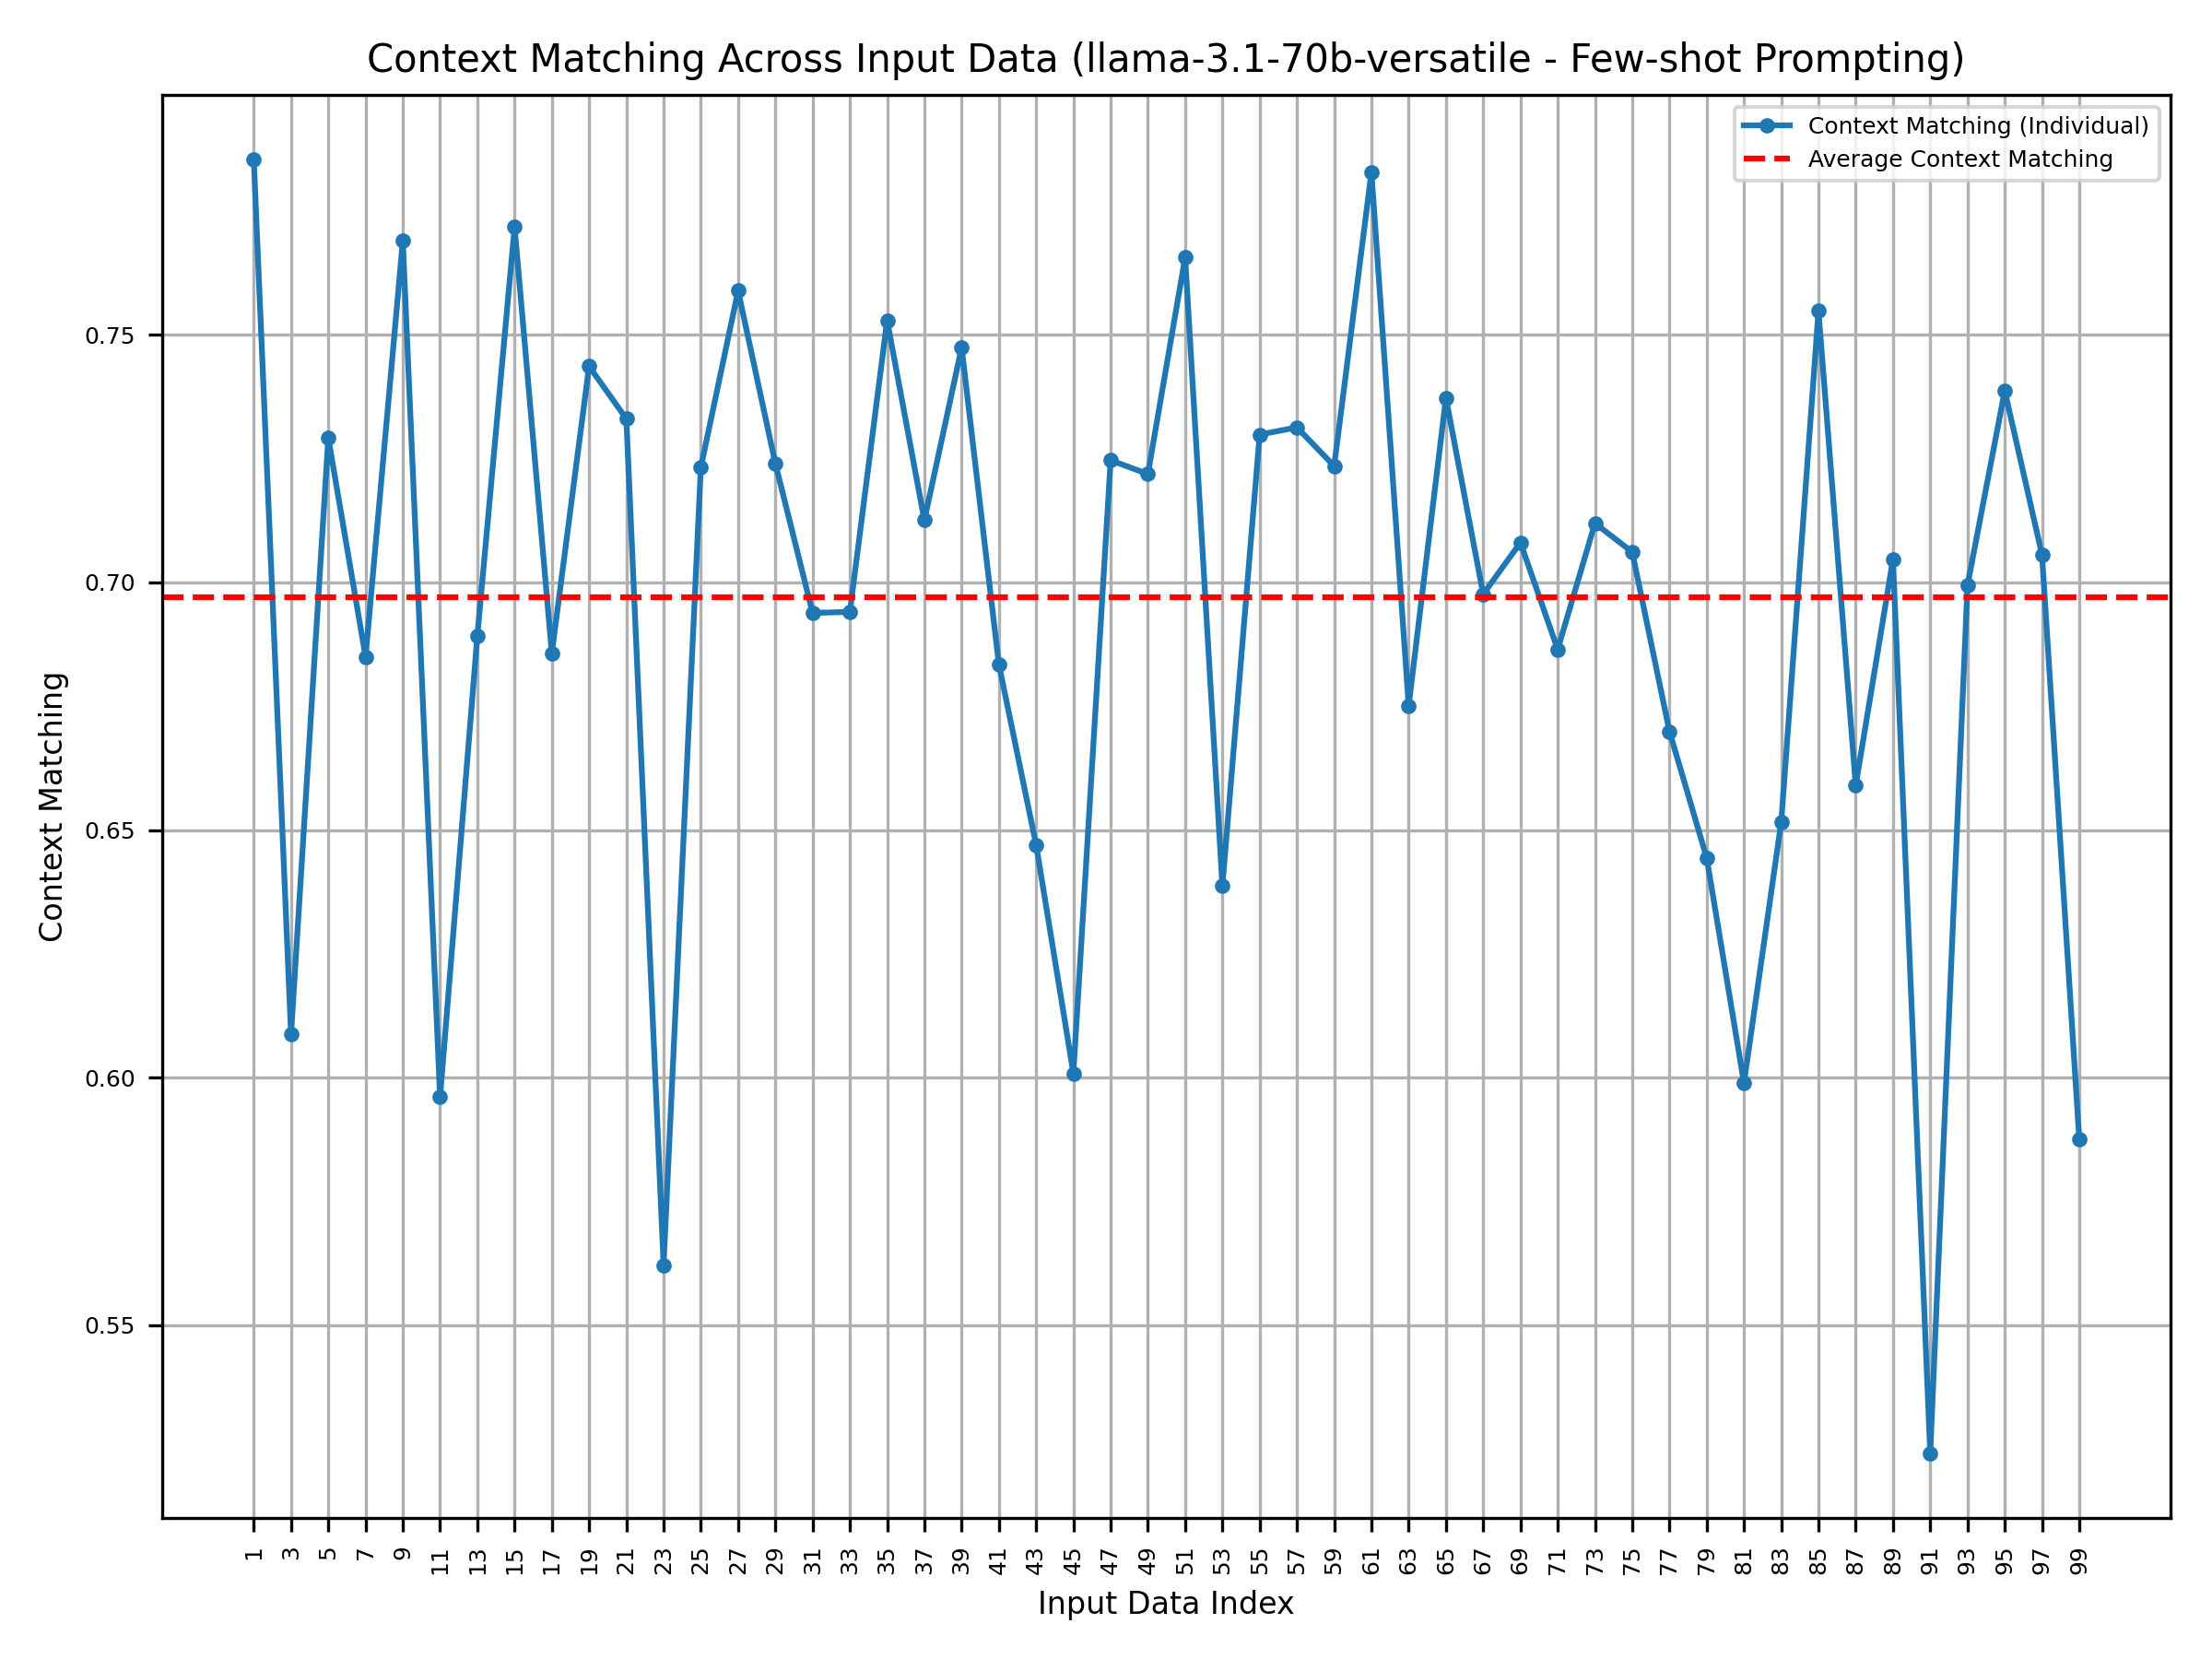 Context Matching Across Input Data (llama-3.1-70b-versatile - Few-shot Prompting)
Context Matching (Individual)
Average Context Matching
Context Matching
0.75
0.70
0.65
0.60
0.55
1 3 5 7 9 11 13 15 17 19 21 23 25 27 29 31 33 35 37 39 41 43 45 47 49 51 53 55 57 59 61 63 65 67 69 71 73 75 77 79 81 83 85 87 89 91 93 95 97 99
Input Data Index